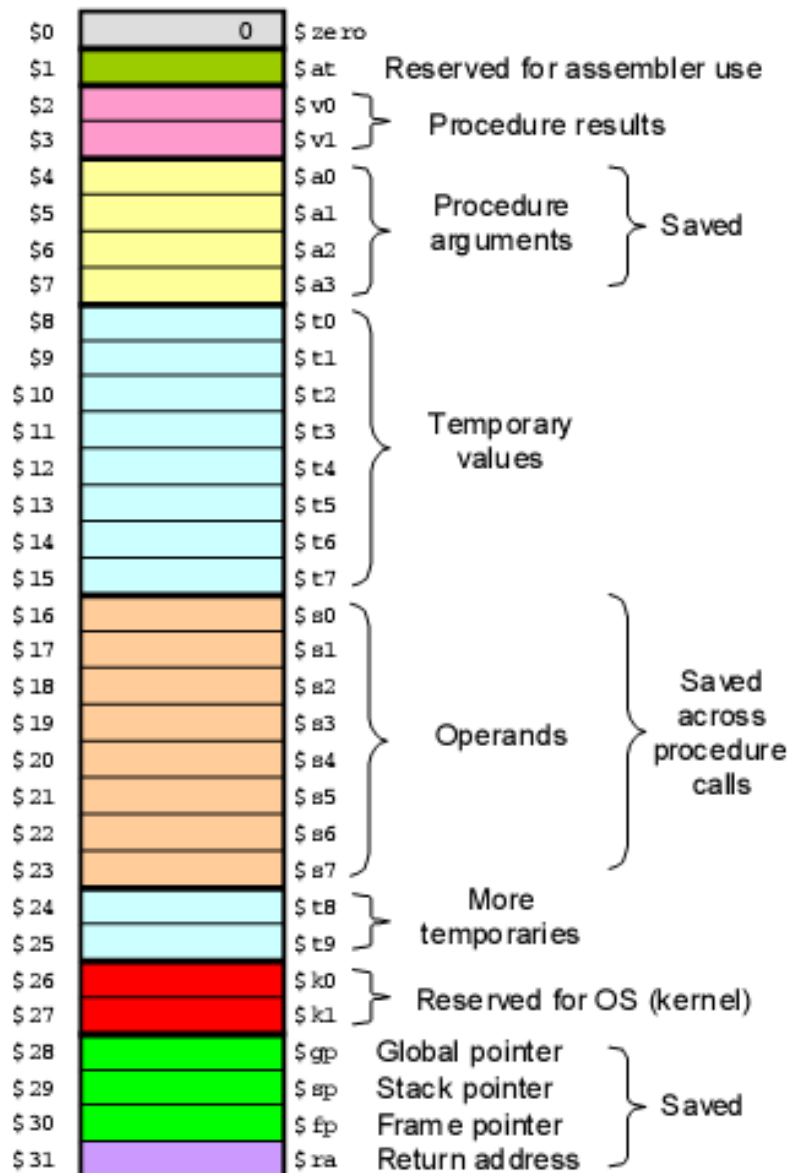 $0 0 $zero
$1 $at Reserved for assembler use
$2 $v0
Procedure results
$3 $v1
$4 $a0
Procedure
$5 $a1
Saved
arguments
$6 $a2
$7 $a3
$8 $t0
$9 $t1
$10 $t2
$11 $t3
Temporary
values
$12 $t4
$13 $t5
$14 $t6
$15 $t7
$16 $s0
$17 $s1
$18 $s2
Saved
across
procedure
calls
$19 $s3
Operands
$20 $s4
$21 $s5
$22 $s6
$23 $s7
$24 $t8
More
temporaries
$25 $t9
$26 $k0
Reserved for OS (kernel)
$27 $k1
$28 $gp Global pointer
$29 $sp Stack pointer
Saved
$30 $fp Frame pointer
$31 $ra Return address